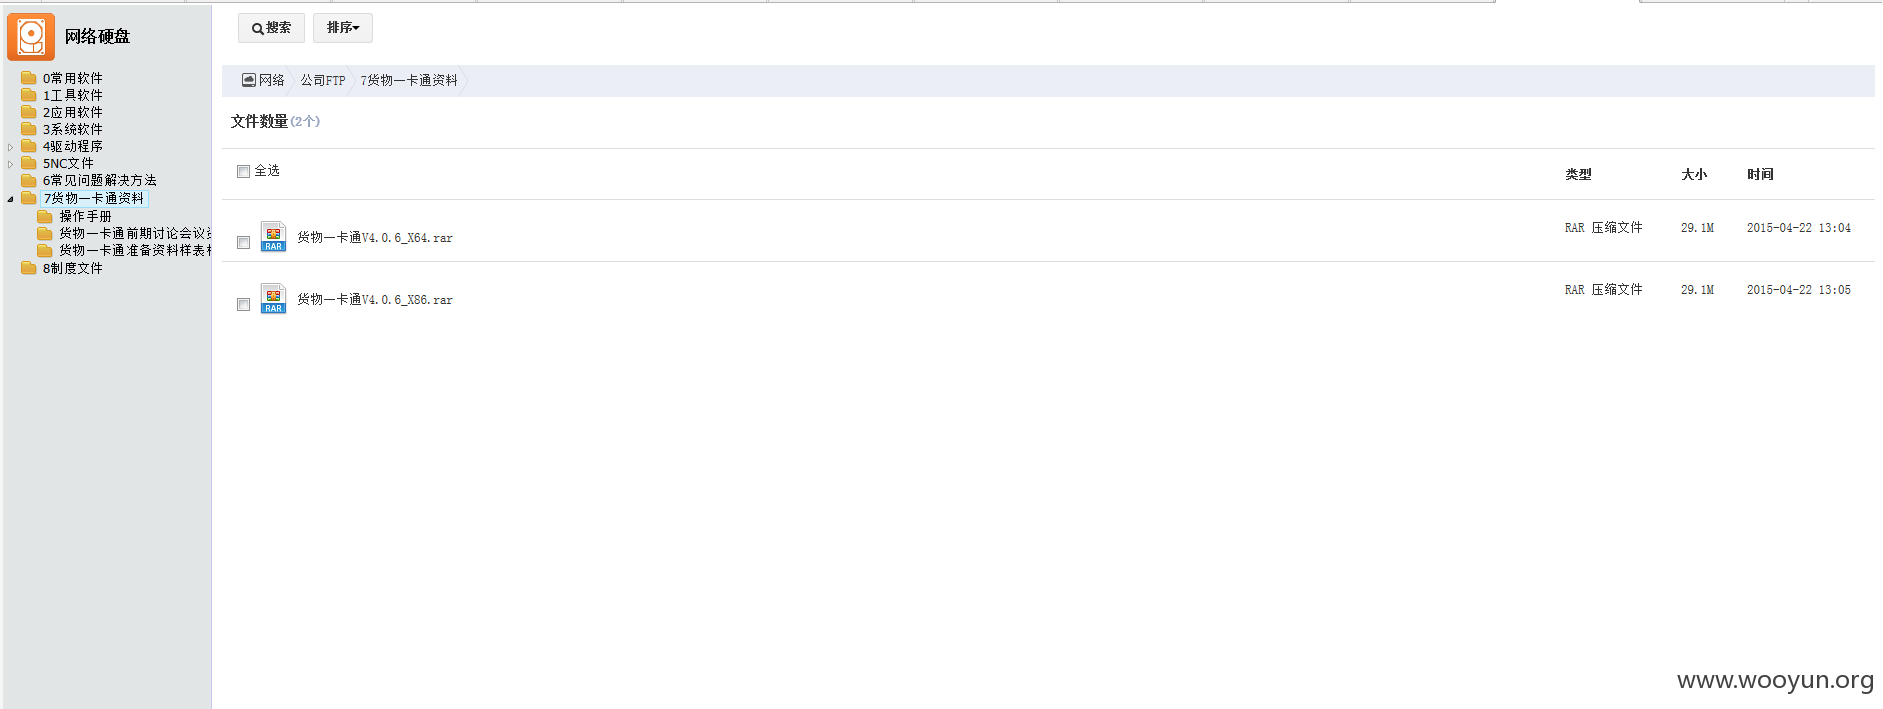 网络硬盘
0常用软件
1工具软件
2应用软件
3系统软件
4驱动程序
5NC文件
6常见问题解决方法
7货物一卡通资料
操作手册
货物一卡通前期讨论会议
货物一卡通准备资料样表
8制度文件
搜索 排序
网络 公司FTP 7货物一卡通资料
文件数量(2个)
全选 类型 大小 时间
货物一卡通V4.0.6_X64.rar RAR 压缩文件 29.1M 2015-04-22 13:04
货物一卡通V4.0.6_X86.rar RAR 压缩文件 29.1M 2015-04-22 13:05
RAR
RAR
www.wooyun.org